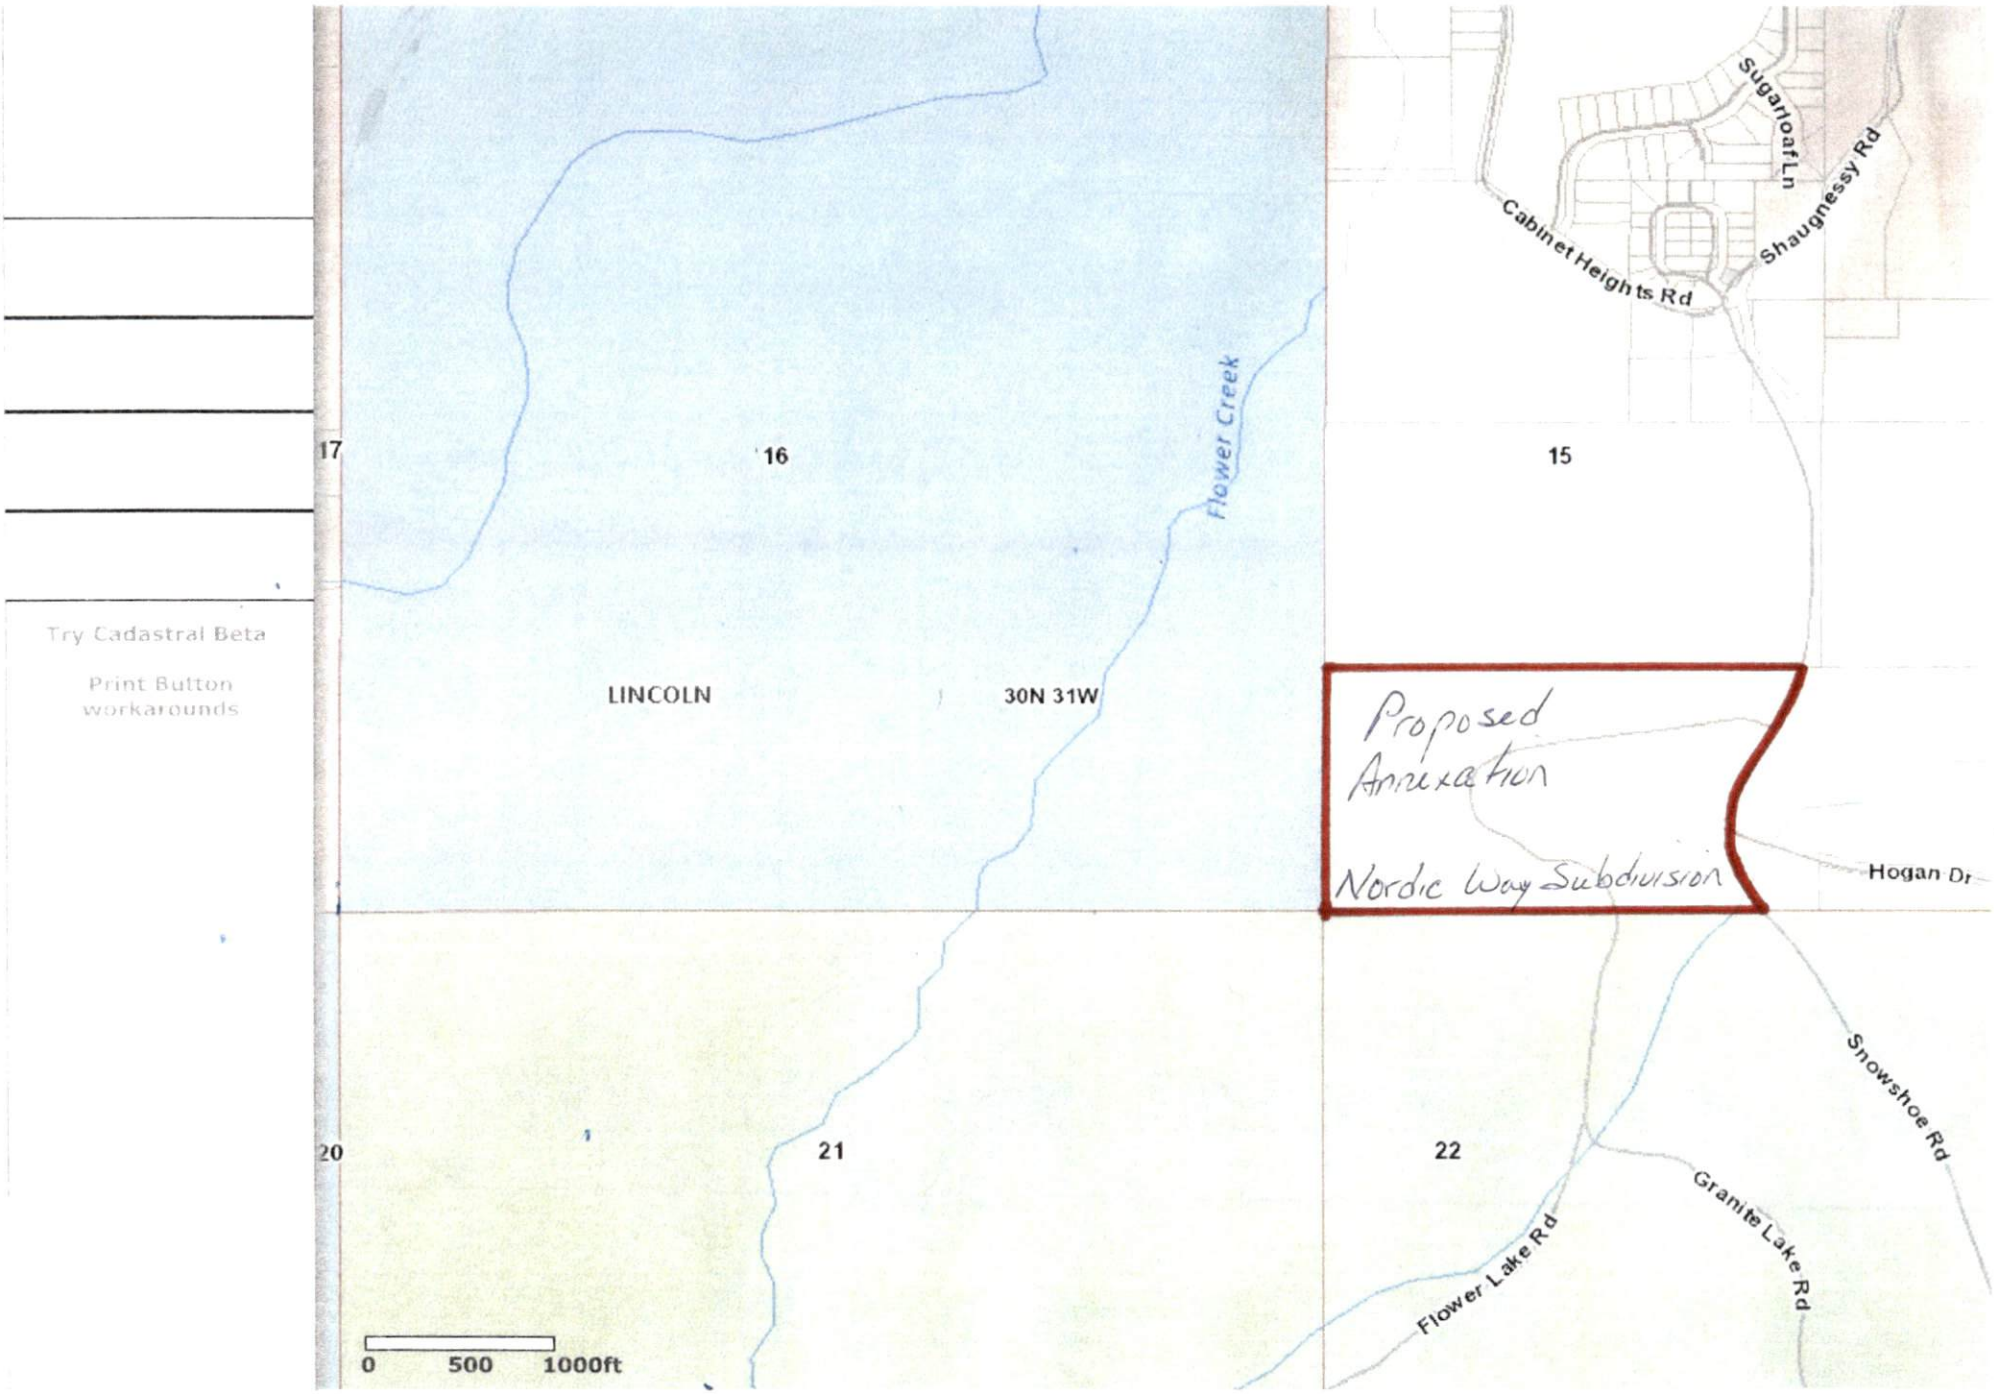 Sugarloaf Ln
Shaugnessy Rd
Cabinet Heights Rd
Flower Creek
17
16
15
Try Cadastral Beta
Print Button
workarounds
LINCOLN
30N 31W
Proposed
Annexation
Nordic Way Subdivision
Hogan Dr
Snowshoe Rd
20
21
22
Granite Lake Rd
Flower Lake Rd
0 500 1000ft